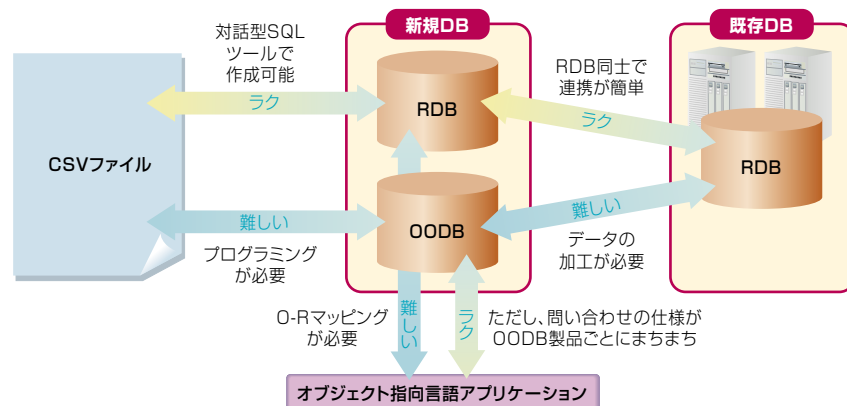 新規DB
既存DB
対話型SQL
ツールで
作成可能
ラク
RDB
RDB同士で
連携が簡単
ラク
RDB
CSVファイル
難しい
プログラミング
が必要
OODB
難しい
データの
加工が必要
O-Rマッピング
が必要
難しい
ラク
ただし、問い合わせの仕様が
OODB製品ごとにまちまち
オブジェクト指向言語アプリケーション